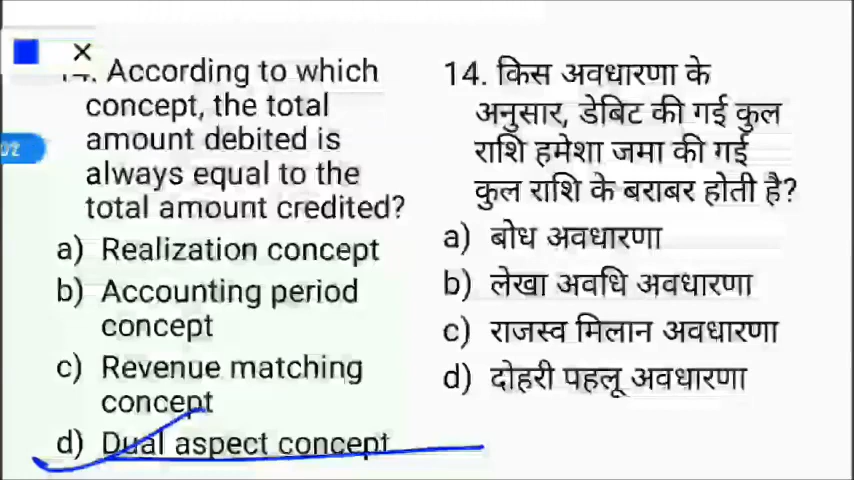 14. According to which
concept, the total
amount debited is
always equal to the
total amount credited?
a) Realization concept
b) Accounting period
concept
c) Revenue matching
concept
d) Dual aspect concept
14. किस अवधारणा के
अनुसार, डेबिट की गई कुल
राशि हमेशा जमा की गई
कुल राशि के बराबर होती है?
a) बोध अवधारणा
b) लेखा अवधि अवधारणा
c) राजस्व मिलान अवधारणा
d) दोहरी पहलू अवधारणा
02